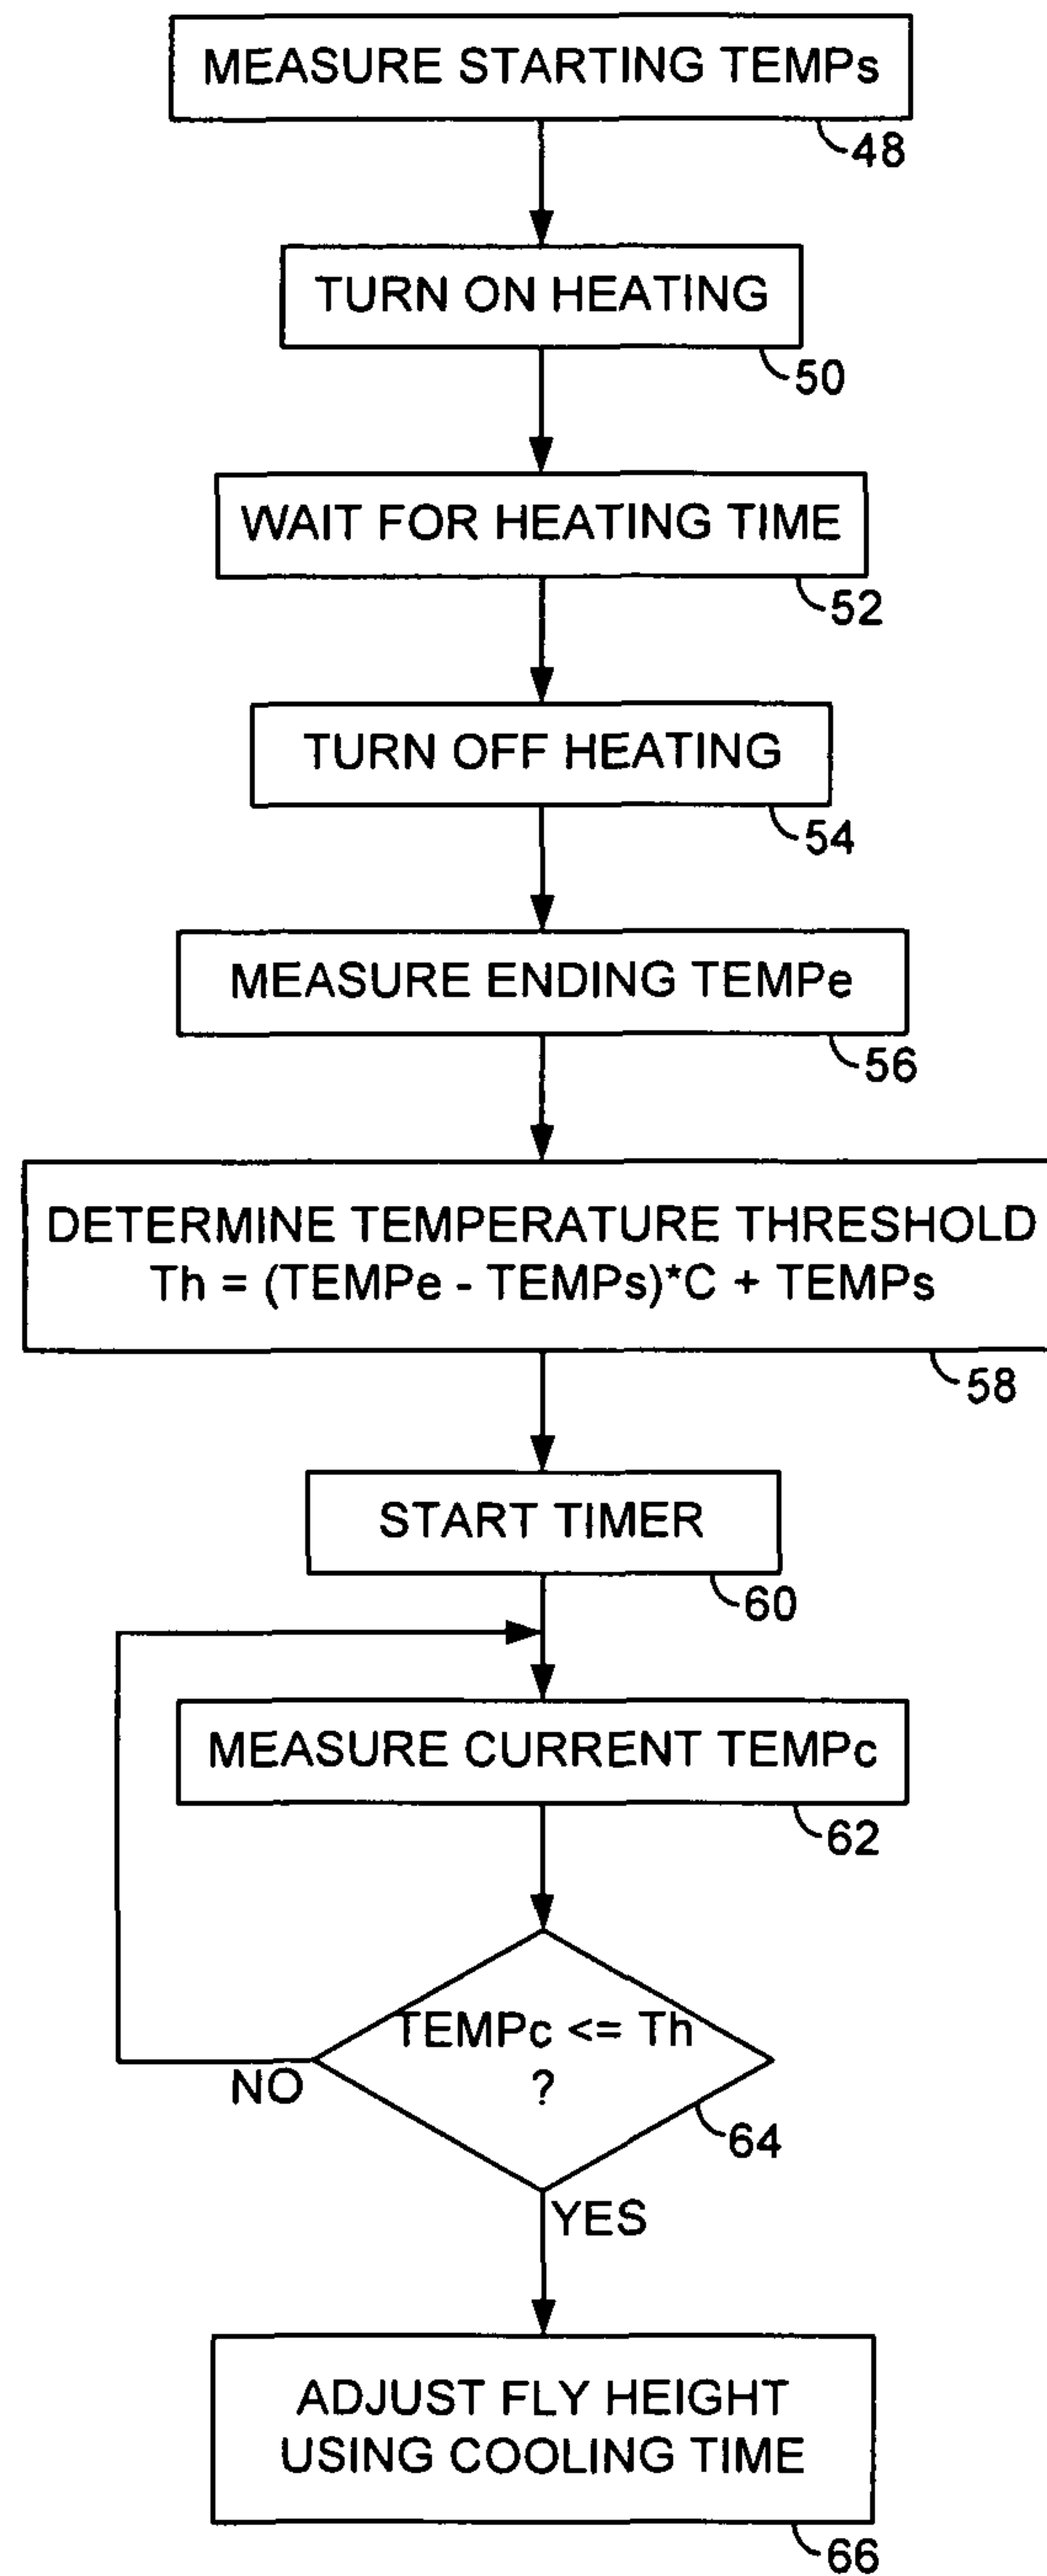 MEASURE STARTING TEMPs
48
TURN ON HEATING
50
WAIT FOR HEATING TIME
52
TURN OFF HEATING
54
MEASURE ENDING TEMPe
56
DETERMINE TEMPERATURE THRESHOLD
Th = (TEMPe - TEMPs)*C + TEMPs
58
START TIMER
60
MEASURE CURRENT TEMPc
62
TEMPc <= Th
?
64
NO
YES
ADJUST FLY HEIGHT
USING COOLING TIME
66